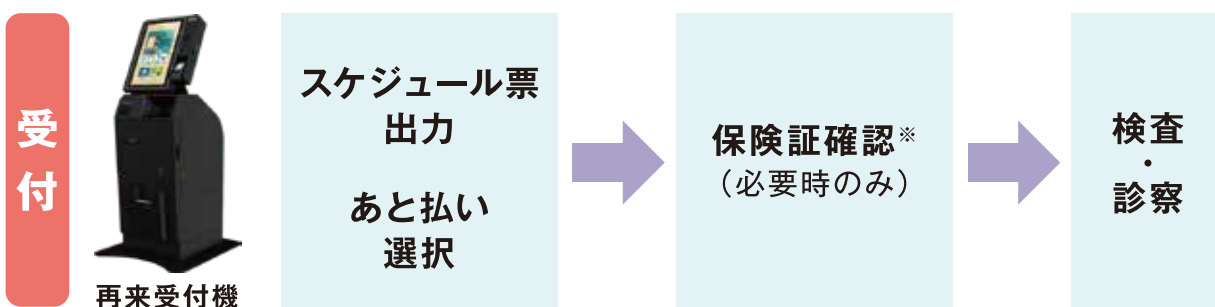 受付
再来受付機
スケジュール票
出力
あと払い
選択
保険証確認※
（必要時のみ）
検査
・
診察